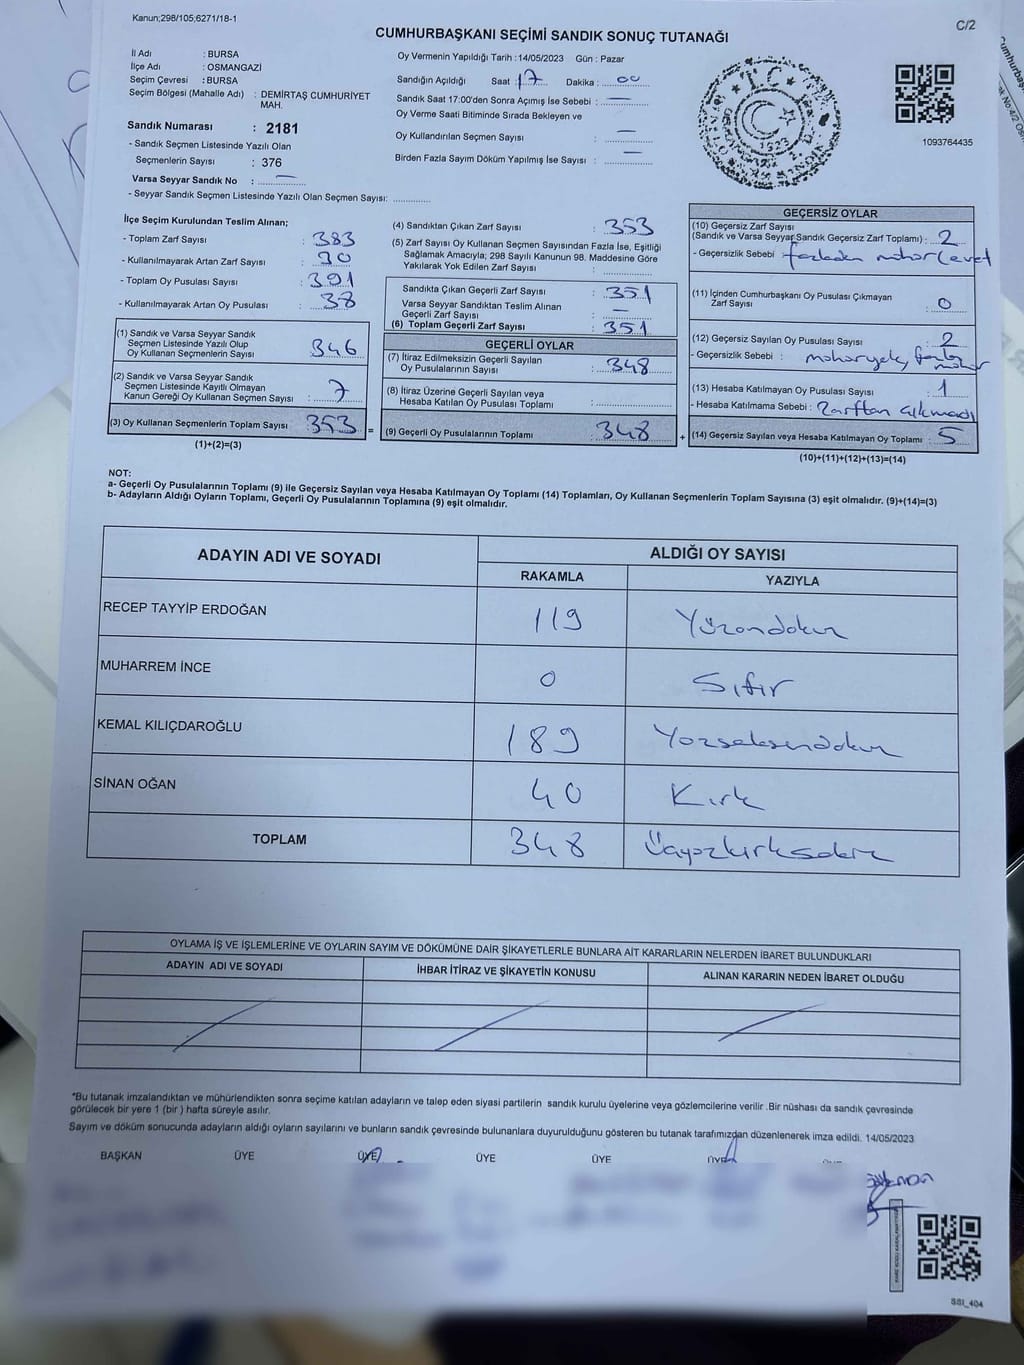 Kanun;298/105;6271/18-1
C/2
CUMHURBAŞKANI SEÇİMİ SANDIK SONUÇ TUTANAĞI
İl Adı : BURSA
İlçe Adı : OSMANGAZİ
Seçim Çevresi : BURSA
Seçim Bölgesi (Mahalle Adı) : DEMİRTAŞ CUMHURİYET
MAH.
Sandık Numarası : 2181
- Sandık Seçmen Listesinde Yazılı Olan
Seçmenlerin Sayısı : 376
Varsa Seyyar Sandık No : —
- Seyyar Sandık Seçmen Listesinde Yazılı Olan Seçmen Sayısı:
Oy Vermenin Yapıldığı Tarih : 14/05/2023 Gün : Pazar
Sandığın Açıldığı Saat : 17 Dakika : 00
Sandık Saat 17:00'den Sonra Açımış İse Sebebi : —
Oy Verme Saati Bitiminde Sırada Bekleyen ve
Oy Kullandırılan Seçmen Sayısı : —
Birden Fazla Sayım Döküm Yapılmış İse Sayısı : —
T.C.
1093764435
İlçe Seçim Kurulundan Teslim Alınan;
- Toplam Zarf Sayısı : 383
- Kullanılmayarak Artan Zarf Sayısı : 30
- Toplam Oy Pusulası Sayısı : 391
- Kullanılmayarak Artan Oy Pusulası : 38
(1) Sandık ve Varsa Seyyar Sandık
Seçmen Listesinde Yazılı Olup
Oy Kullanan Seçmenlerin Sayısı : 346
(2) Sandık ve Varsa Seyyar Sandık
Seçmen Listesinde Kayıtlı Olmayan
Kanun Gereği Oy Kullanan Seçmen Sayısı : 7
(3) Oy Kullanan Seçmenlerin Toplam Sayısı : 353
(1)+(2)=(3)
(4) Sandıktan Çıkan Zarf Sayısı : 353
(5) Zarf Sayısı Oy Kullanan Seçmen Sayısından Fazla İse, Eşitliği
Sağlamak Amacıyla; 298 Sayılı Kanunun 98. Maddesine Göre
Yakılarak Yok Edilen Zarf Sayısı :
Sandıkta Çıkan Geçerli Zarf Sayısı : 351
Varsa Seyyar Sandıktan Teslim Alınan
Geçerli Zarf Sayısı : —
(6) Toplam Geçerli Zarf Sayısı : 351
GEÇERLİ OYLAR
(7) İtiraz Edilmeksizin Geçerli Sayılan
Oy Pusulalarının Sayısı : 348
(8) İtiraz Üzerine Geçerli Sayılan veya
Hesaba Katılan Oy Pusulası Toplamı :
= (9) Geçerli Oy Pusulalarının Toplamı : 348
GEÇERSİZ OYLAR
(10) Geçersiz Zarf Sayısı
(Sandık ve Varsa Seyyar Sandık Geçersiz Zarf Toplamı) : 2
- Geçersizlik Sebebi : fazladan mühür (evet
(11) İçinden Cumhurbaşkanı Oy Pusulası Çıkmayan
Zarf Sayısı : 0
(12) Geçersiz Sayılan Oy Pusulası Sayısı : 2
- Geçersizlik Sebebi : mühür yok, fazla
mühür
(13) Hesaba Katılmayan Oy Pusulası Sayısı : 1
- Hesaba Katılmama Sebebi : Zarftan çıkmadı
+ (14) Geçersiz Sayılan veya Hesaba Katılmayan Oy Toplamı : 5
(10)+(11)+(12)+(13)=(14)
NOT:
a- Geçerli Oy Pusulalarının Toplamı (9) ile Geçersiz Sayılan veya Hesaba Katılmayan Oy Toplamı (14) Toplamları, Oy Kullanan Seçmenlerin Toplam Sayısına (3) eşit olmalıdır. (9)+(14)=(3)
b- Adayların Aldığı Oyların Toplamı, Geçerli Oy Pusulalarının Toplamına (9) eşit olmalıdır.
ADAYIN ADI VE SOYADI ALDIĞI OY SAYISI
RAKAMLA YAZIYLA
RECEP TAYYİP ERDOĞAN 119 Yüzondokuz
MUHARREM İNCE 0 Sıfır
KEMAL KILIÇDAROĞLU 189 Yüzseksendokuz
SİNAN OĞAN 40 Kırk
TOPLAM 348 Üçyüzkırksekiz
OYLAMA İŞ VE İŞLEMLERİNE VE OYLARIN SAYIM VE DÖKÜMÜNE DAİR ŞİKAYETLERLE BUNLARA AİT KARARLARIN NELERDEN İBARET BULUNDUKLARI
ADAYIN ADI VE SOYADI İHBAR İTİRAZ VE ŞİKAYETİN KONUSU ALINAN KARARIN NEDEN İBARET OLDUĞU
*Bu tutanak imzalandıktan ve mühürlendikten sonra seçime katılan adayların ve talep eden siyasi partilerin sandık kurulu üyelerine veya gözlemcilerine verilir .Bir nüshası da sandık çevresinde
görülecek bir yere 1 (bir ) hafta süreyle asılır.
Sayım ve döküm sonucunda adayların aldığı oyların sayılarını ve bunların sandık çevresinde bulunanlara duyurulduğunu gösteren bu tutanak tarafımızdan düzenlenerek imza edildi. 14/05/2023
BAŞKAN ÜYE ÜYE ÜYE ÜYE ÜYE
SSI_404